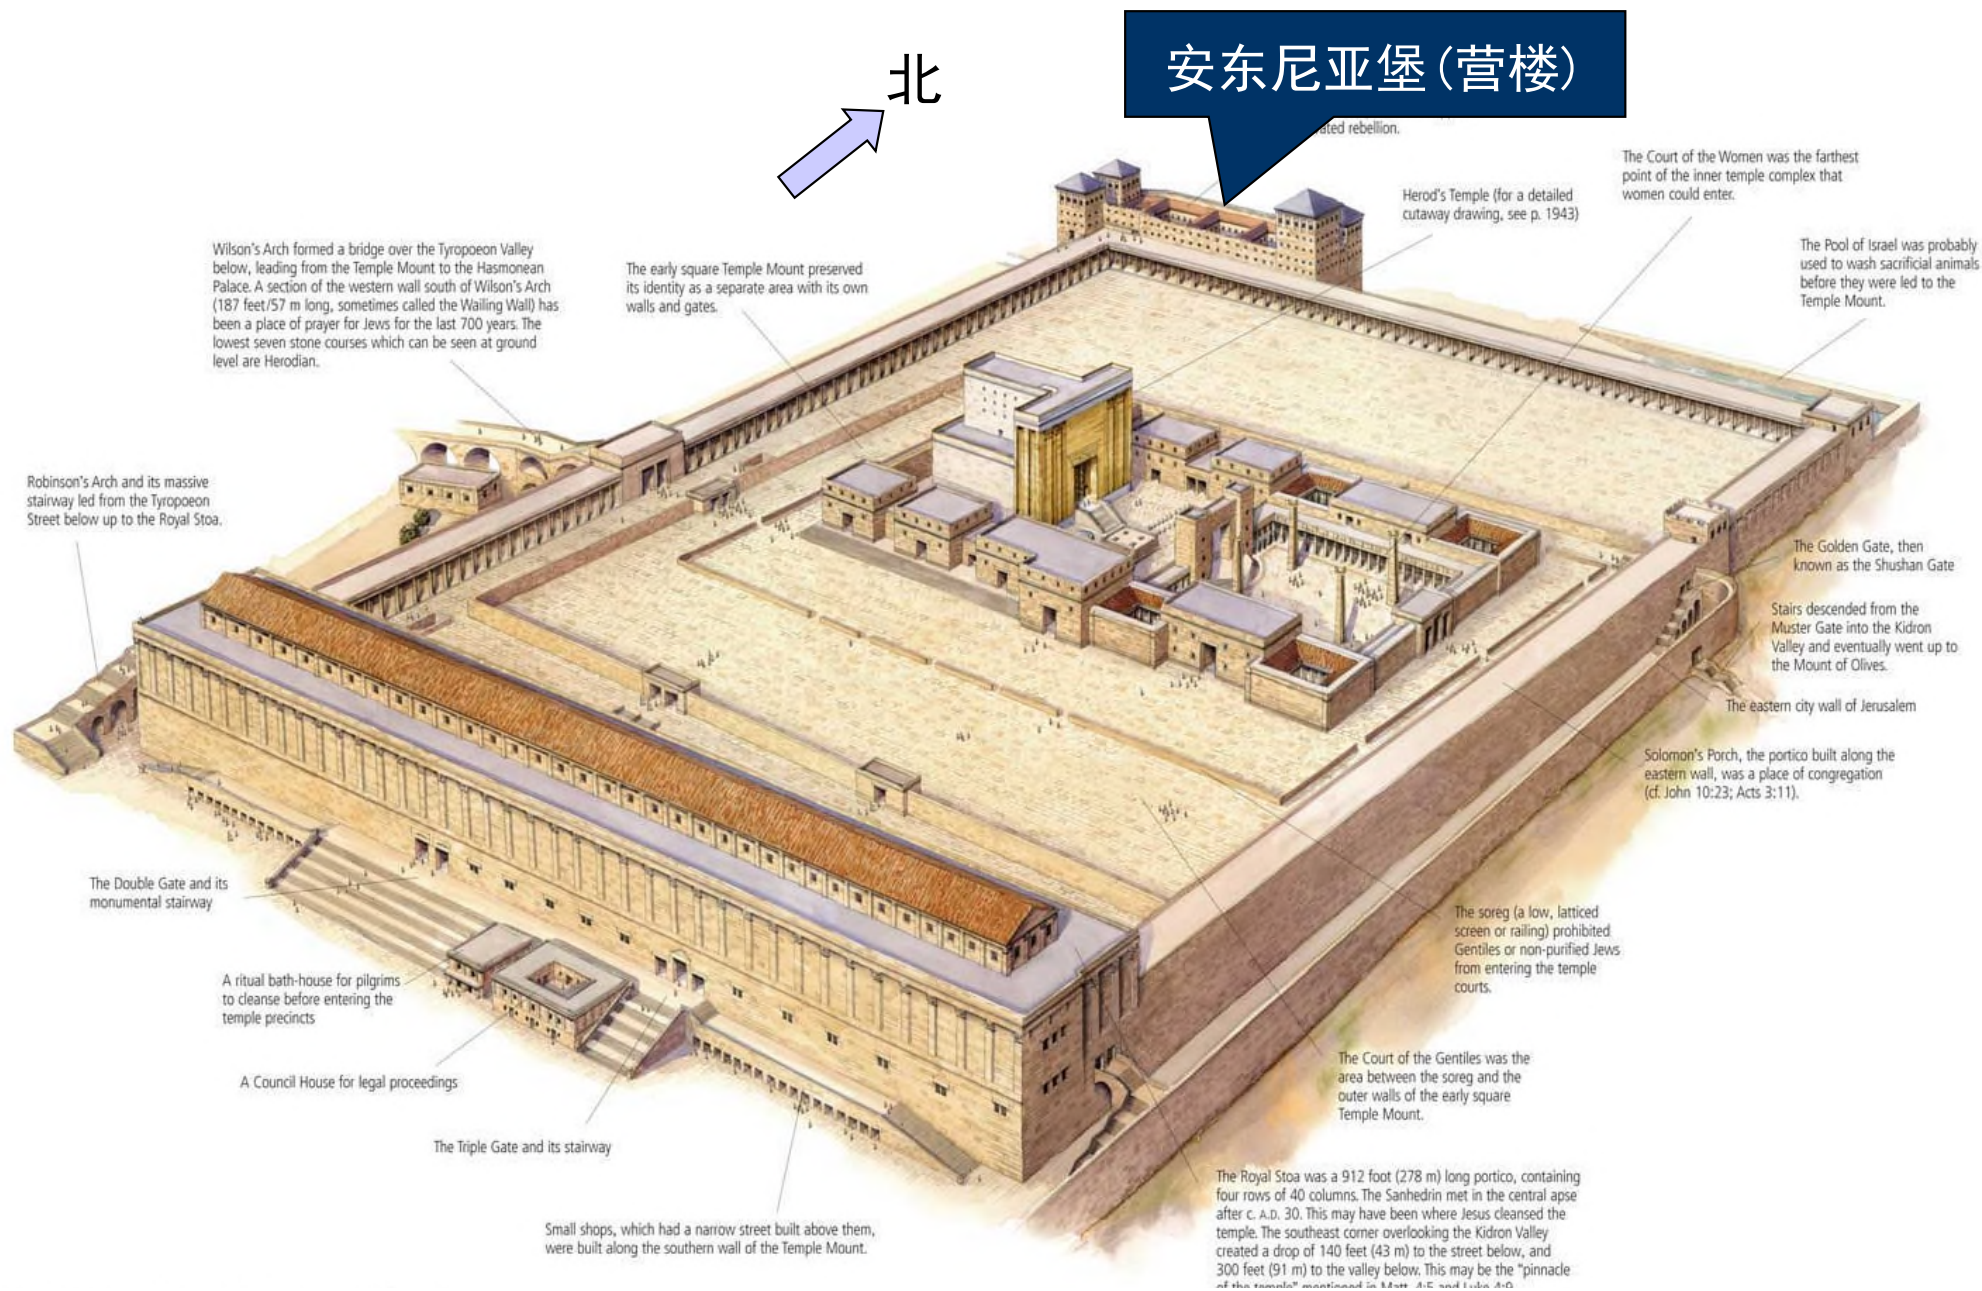 北
安东尼亚堡(营楼)
ated rebellion.
The Court of the Women was the farthest
point of the inner temple complex that
women could enter.
Herod's Temple (for a detailed
cutaway drawing, see p. 1943)
The Pool of Israel was probably
used to wash sacrificial animals
before they were led to the
Temple Mount.
Wilson's Arch formed a bridge over the Tyropoeon Valley
below, leading from the Temple Mount to the Hasmonean
Palace. A section of the western wall south of Wilson's Arch
(187 feet/57 m long, sometimes called the Wailing Wall) has
been a place of prayer for Jews for the last 700 years. The
lowest seven stone courses which can be seen at ground
level are Herodian.
The early square Temple Mount preserved
its identity as a separate area with its own
walls and gates.
Robinson's Arch and its massive
stairway led from the Tyropoeon
Street below up to the Royal Stoa.
The Golden Gate, then
known as the Shushan Gate
Stairs descended from the
Muster Gate into the Kidron
Valley and eventually went up to
the Mount of Olives.
The eastern city wall of Jerusalem
Solomon's Porch, the portico built along the
eastern wall, was a place of congregation
(cf. John 10:23; Acts 3:11).
The Double Gate and its
monumental stairway
The soreg (a low, latticed
screen or railing) prohibited
Gentiles or non-purified Jews
from entering the temple
courts.
A ritual bath-house for pilgrims
to cleanse before entering the
temple precincts
A Council House for legal proceedings
The Court of the Gentiles was the
area between the soreg and the
outer walls of the early square
Temple Mount.
The Triple Gate and its stairway
The Royal Stoa was a 912 foot (278 m) long portico, containing
four rows of 40 columns. The Sanhedrin met in the central apse
after c. A.D. 30. This may have been where Jesus cleansed the
temple. The southeast corner overlooking the Kidron Valley
created a drop of 140 feet (43 m) to the street below, and
300 feet (91 m) to the valley below. This may be the "pinnacle
of the temple" mentioned in Matt. 4:5 and Luke 4:9
Small shops, which had a narrow street built above them,
were built along the southern wall of the Temple Mount.